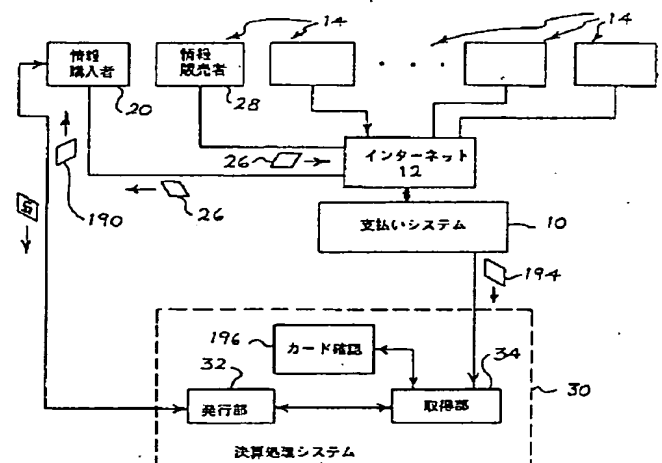 14
14
情報
購入者
情報
販売者
20
28
26
インターネット
12
190
26
$
支払いシステム
10
194
196
カード確認
32
34
発行部
取得部
30
決算処理システム